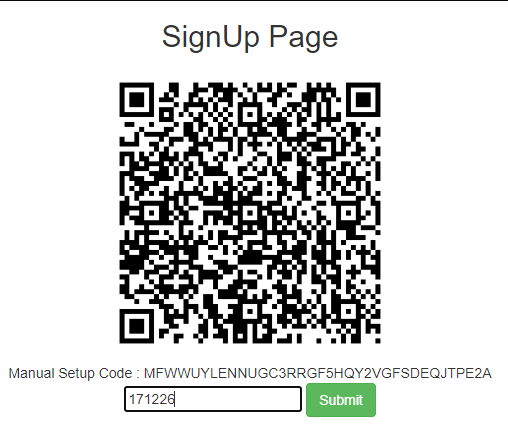 SignUp Page
Manual Setup Code : MFWWUYLENNUGC3RRGF5HQY2VGFSDEQJTPE2A
171226 Submit